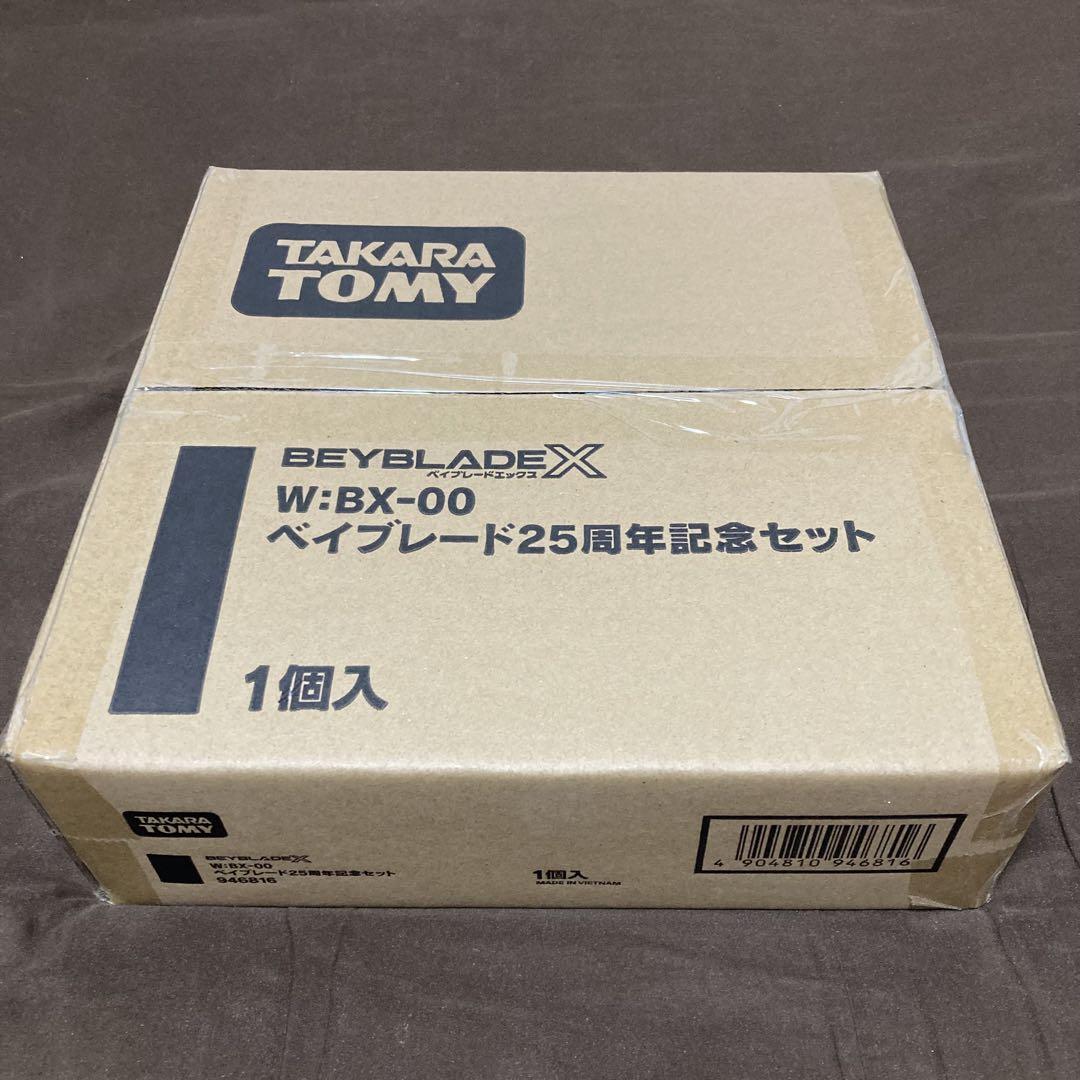 TAKARA
TOMY
BEYBLADE X
ベイブレードエックス
W:BX-00
ベイブレード25周年記念セット
1個入
TAKARA
TOMY
BEYBLADE X
W:BX-00
ベイブレード25周年記念セット
946816
1個入
MADE IN VIETNAM
4 904810 946816